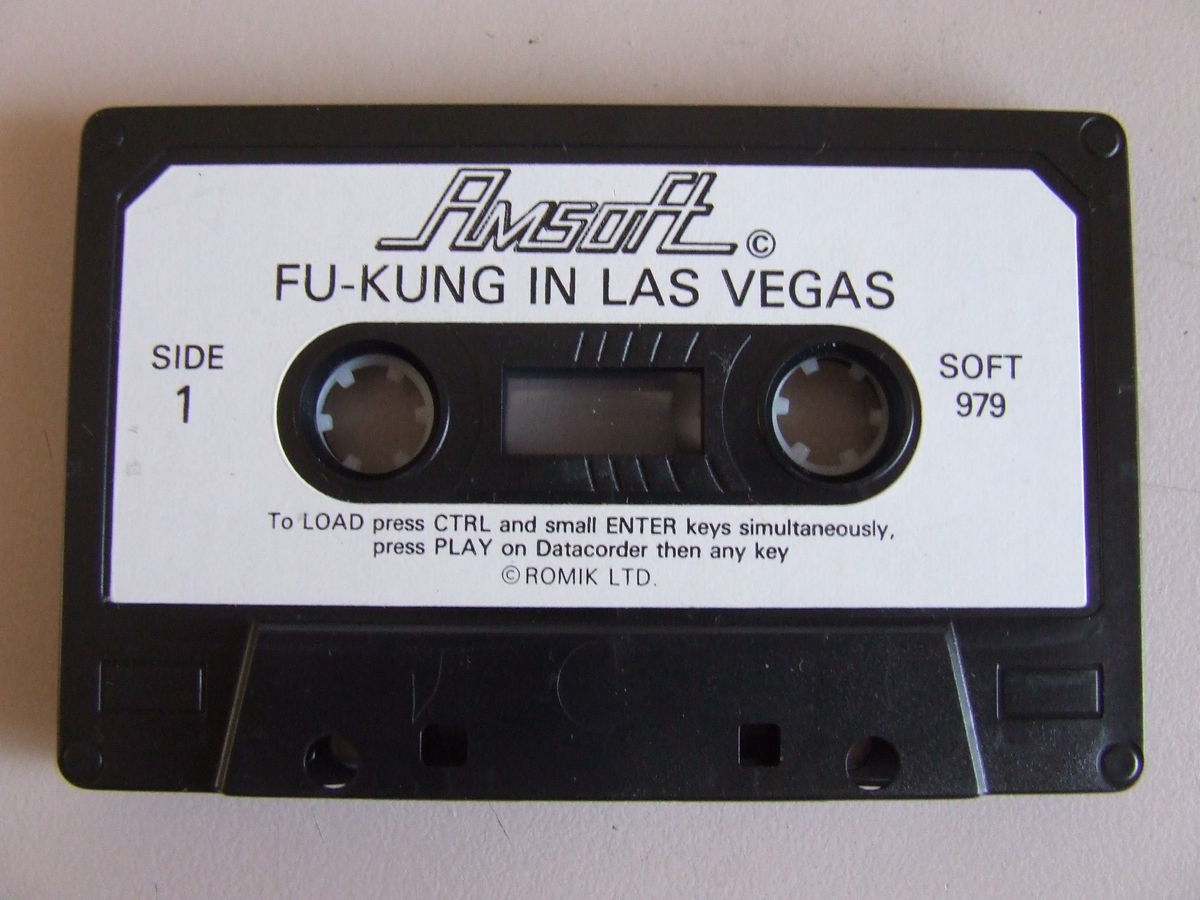 Amsoft ©
FU-KUNG IN LAS VEGAS
SIDE
1
SOFT
979
To LOAD press CTRL and small ENTER keys simultaneously,
press PLAY on Datacorder then any key
© ROMIK LTD.